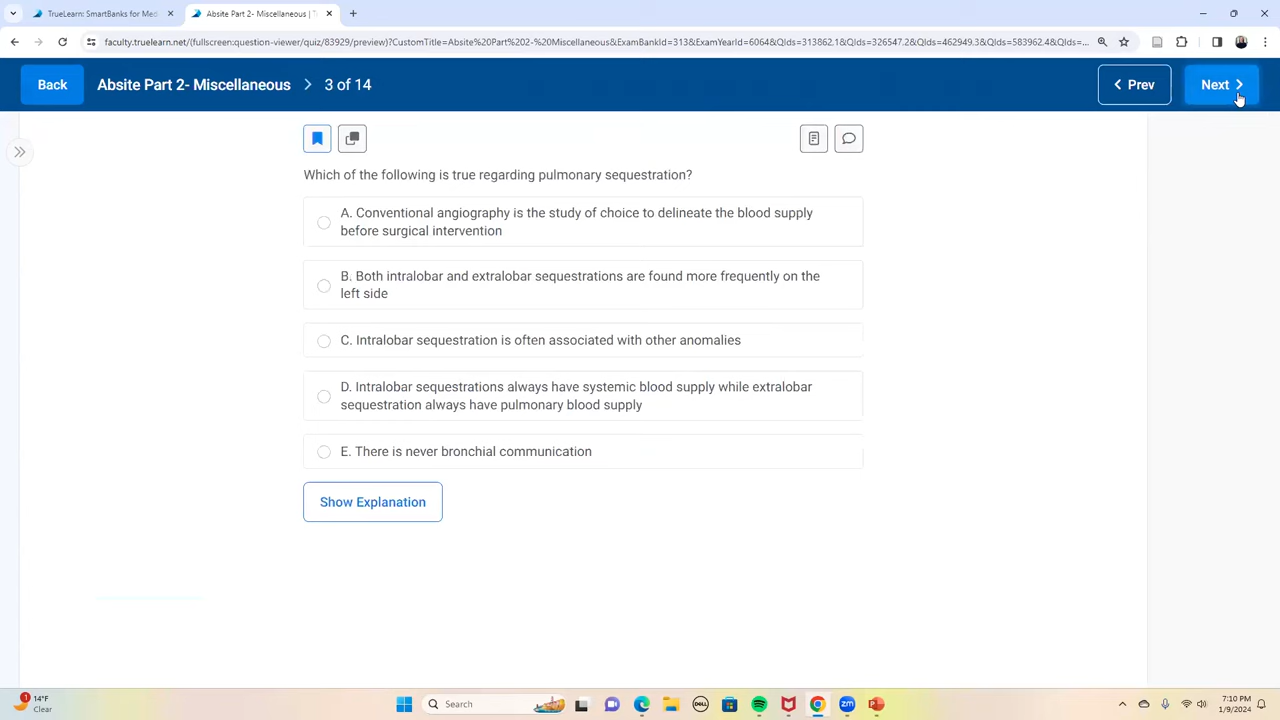 TrueLearn: SmartBanks for Med
Absite Part 2- Miscellaneous | T
faculty.truelearn.net/(fullscreen:question-viewer/quiz/83929/preview)?CustomTitle=Absite%20Part%202-%20Miscellaneous&ExamBankId=313&ExamYearId=6064&QIds=313862.1&QIds=326547.2&QIds=462949.3&QIds=583962.4&QIds=...
Back
Absite Part 2- Miscellaneous > 3 of 14
Prev
Next
Which of the following is true regarding pulmonary sequestration?
A. Conventional angiography is the study of choice to delineate the blood supply
before surgical intervention
B. Both intralobar and extralobar sequestrations are found more frequently on the
left side
C. Intralobar sequestration is often associated with other anomalies
D. Intralobar sequestrations always have systemic blood supply while extralobar
sequestration always have pulmonary blood supply
E. There is never bronchial communication
Show Explanation
1
14°F
Clear
Search
DELL
zm
7:10 PM
1/9/2024